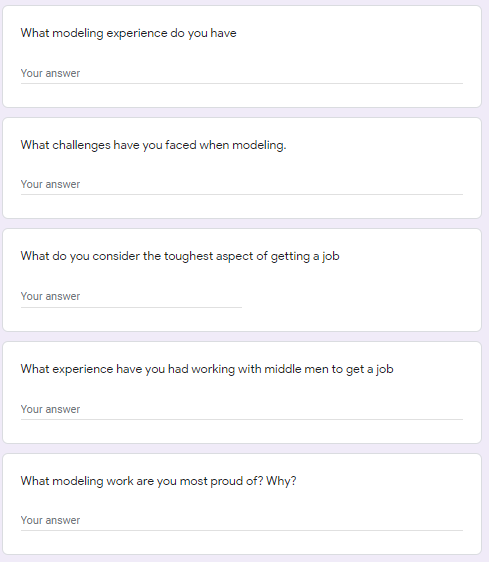 What modeling experience do you have
Your answer
What challenges have you faced when modeling.
Your answer
What do you consider the toughest aspect of getting a job
Your answer
What experience have you had working with middle men to get a job
Your answer
What modeling work are you most proud of? Why?
Your answer